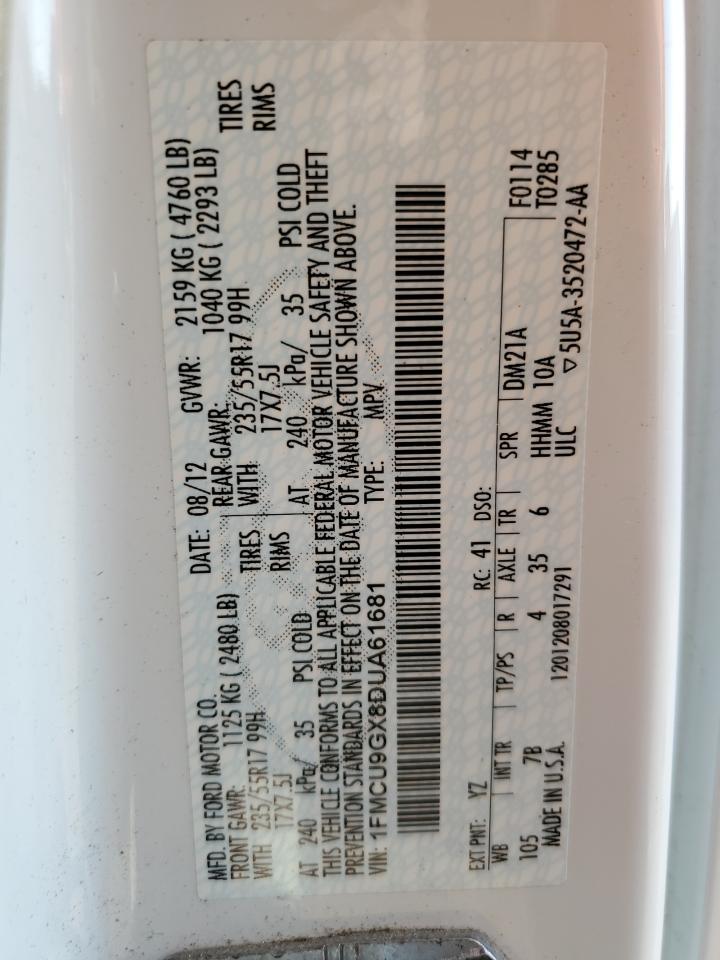 MFD. BY FORD MOTOR CO.
DATE: 08/12 GVWR: 2159 KG ( 4760 LB)
FRONT GAWR: 1125 KG ( 2480 LB) REAR GAWR: 1040 KG ( 2293 LB)
WITH 235/55R17 99H TIRES WITH 235/55R17 99H TIRES
17X7.5J RIMS 17X7.5J RIMS
AT 240 kPa/ 35 PSI COLD AT 240 kPa/ 35 PSI COLD
THIS VEHICLE CONFORMS TO ALL APPLICABLE FEDERAL MOTOR VEHICLE SAFETY AND THEFT
PREVENTION STANDARDS IN EFFECT ON THE DATE OF MANUFACTURE SHOWN ABOVE.
VIN: 1FMCU9GX8DUA61681 TYPE: MPV
EXT PNT: YZ RC: 41 DSO:
WB INT TR TP/PS R AXLE TR SPR DM21A F0114
105 7B 4 35 6 HHMM 10A T0285
MADE IN U.S.A. 1201208017291 ULC ▽5U5A-3520472-AA